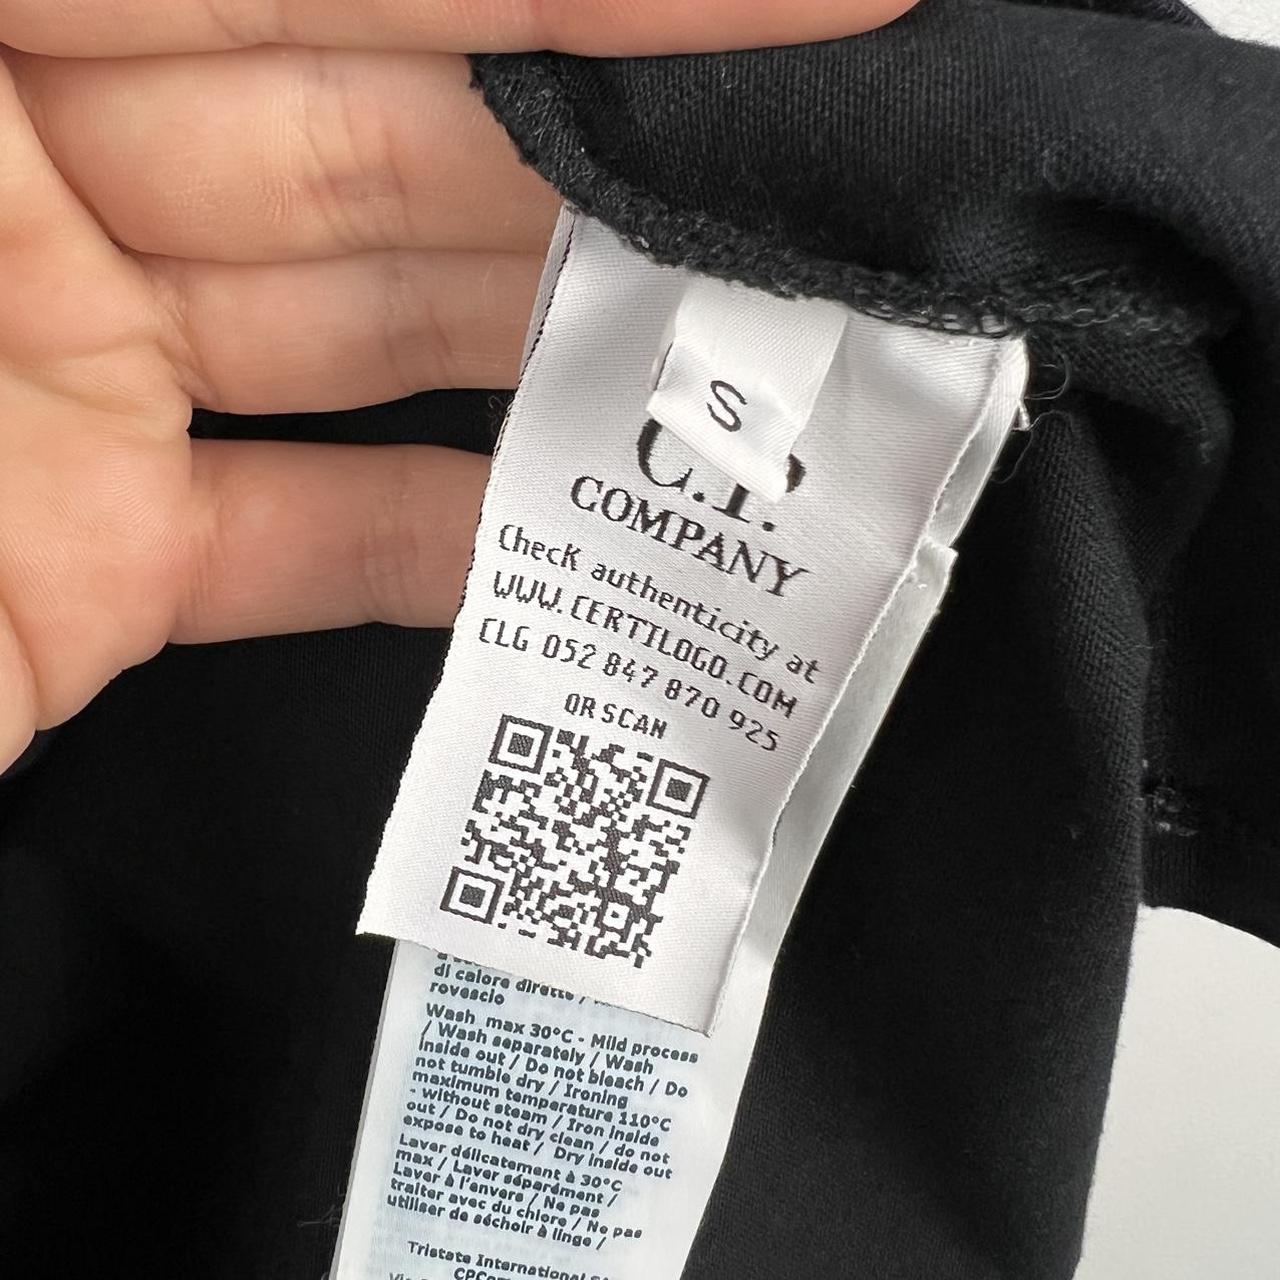 S
C.P.
COMPANY
Check authenticity at
WWW.CERTILOGO.COM
CLG 052 847 870 925
OR SCAN
di calore diretto /
rovescio
Wash max 30°C - Mild process
/ Wash separately / Wash
inside out / Do not bleach / Do
not tumble dry / Ironing
maximum temperature 110°C
- without steam / Iron inside
out / Do not dry clean / do not
expose to heat / Dry inside out
Laver délicatement à 30°C
max / Laver séparément /
Laver à l'envers / Ne pas
traiter avec du chlore / Ne pas
utiliser de séchoir à linge /
Tristate International